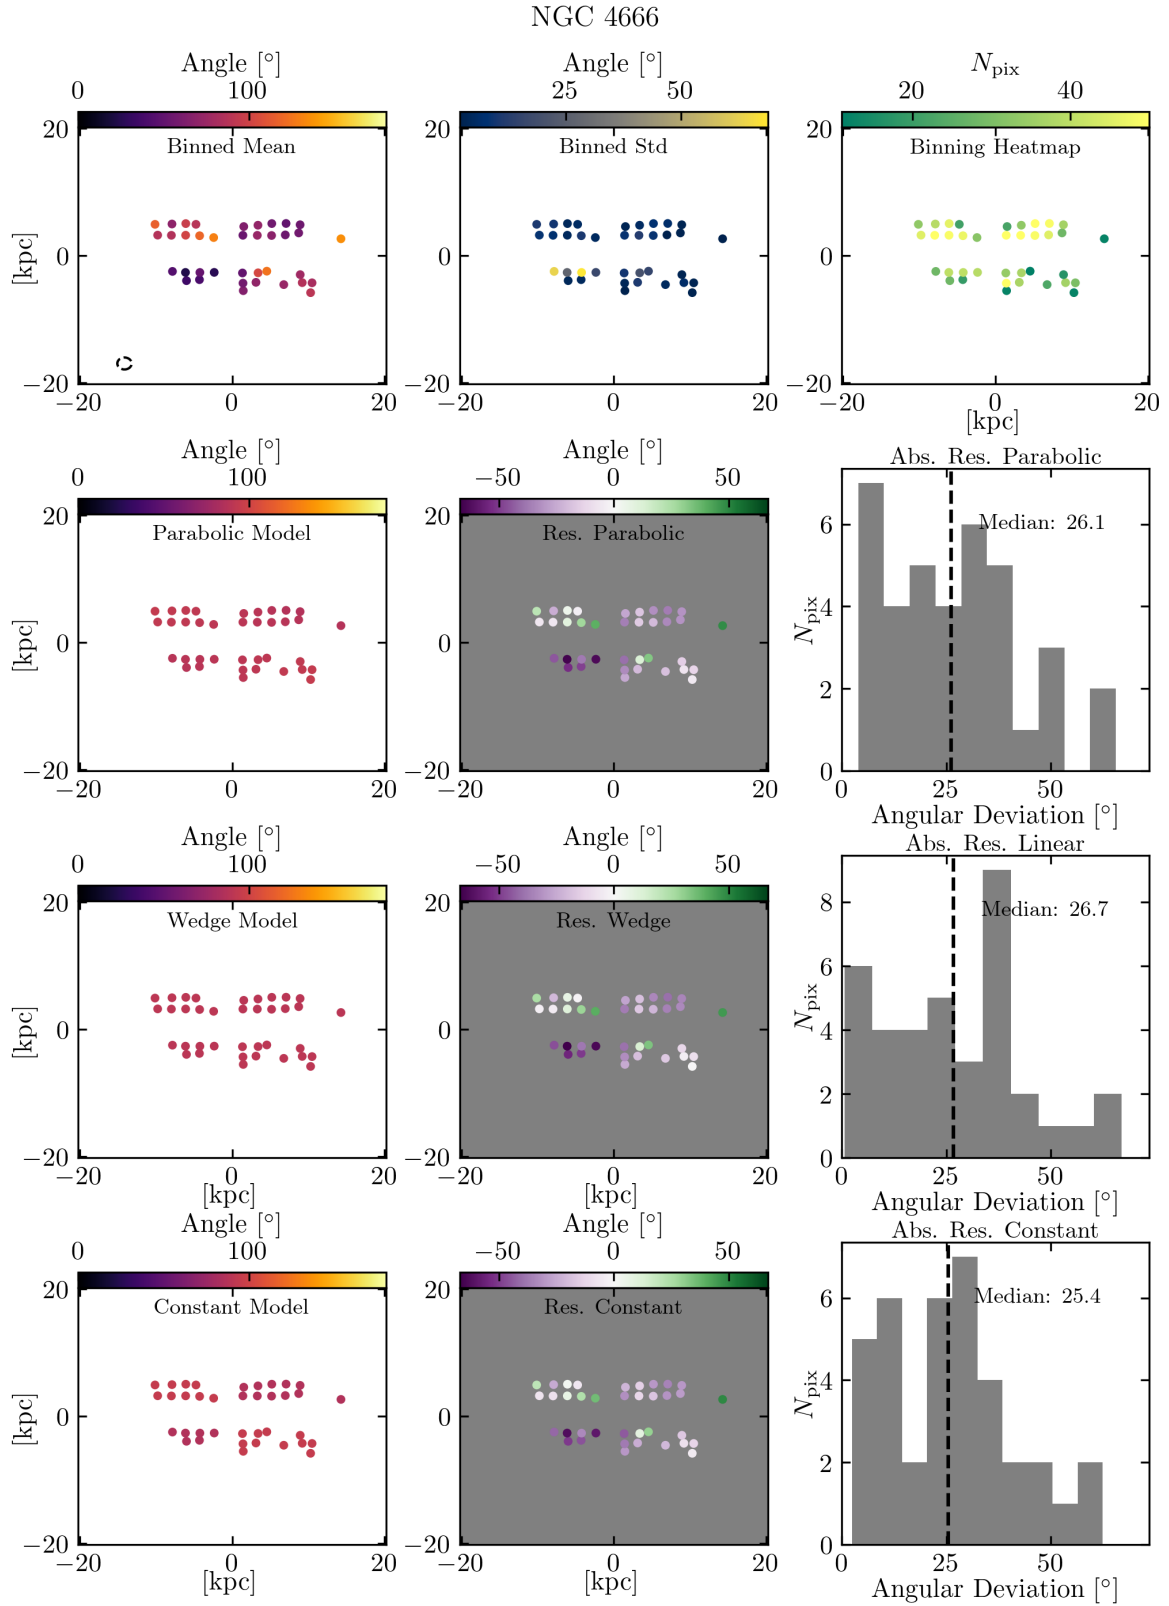 NGC 4666
Angle [°]
0 100
20
Binned Mean
0
−20
[kpc]
−20 0 20
Angle [°]
25 50
Binned Std
20
0
−20
−20 0 20
N_pix
20 40
Binning Heatmap
20
0
−20
−20 0 20
[kpc]
Angle [°]
0 100
20
Parabolic Model
0
−20
[kpc]
−20 0 20
Angle [°]
−50 0 50
Res. Parabolic
20
0
−20
−20 0 20
Abs. Res. Parabolic
Median: 26.1
6
4
2
0
N_pix
0 25 50
Angular Deviation [°]
Angle [°]
0 100
20
Wedge Model
0
−20
[kpc]
−20 0 20
[kpc]
Angle [°]
−50 0 50
Res. Wedge
20
0
−20
−20 0 20
[kpc]
Abs. Res. Linear
Median: 26.7
8
6
4
2
0
N_pix
0 25 50
Angular Deviation [°]
Angle [°]
0 100
20
Constant Model
0
−20
[kpc]
−20 0 20
[kpc]
Angle [°]
−50 0 50
Res. Constant
20
0
−20
−20 0 20
[kpc]
Abs. Res. Constant
Median: 25.4
6
4
2
0
N_pix
0 25 50
Angular Deviation [°]